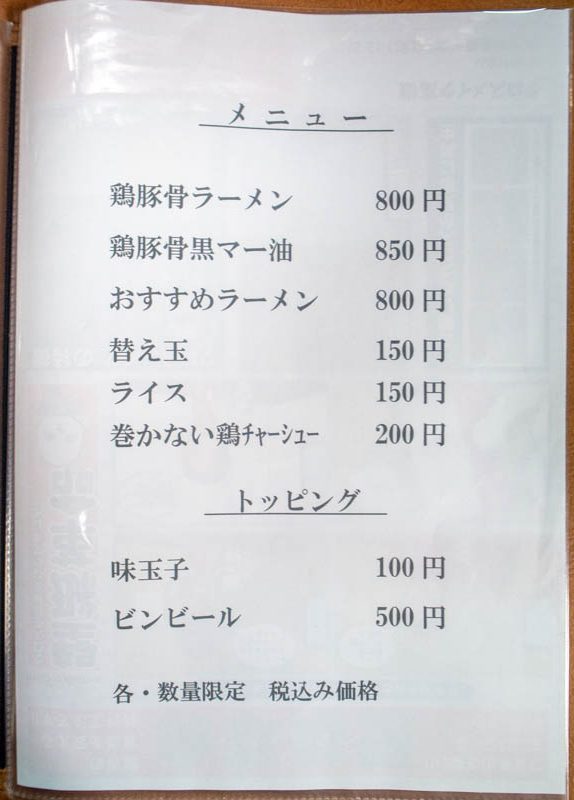 メニュー
鶏豚骨ラーメン 800円
鶏豚骨黒マー油 850円
おすすめラーメン 800円
替え玉 150円
ライス 150円
巻かない鶏ﾁｬｰｼｭｰ 200円
トッピング
味玉子 100円
ビンビール 500円
各・数量限定　税込み価格